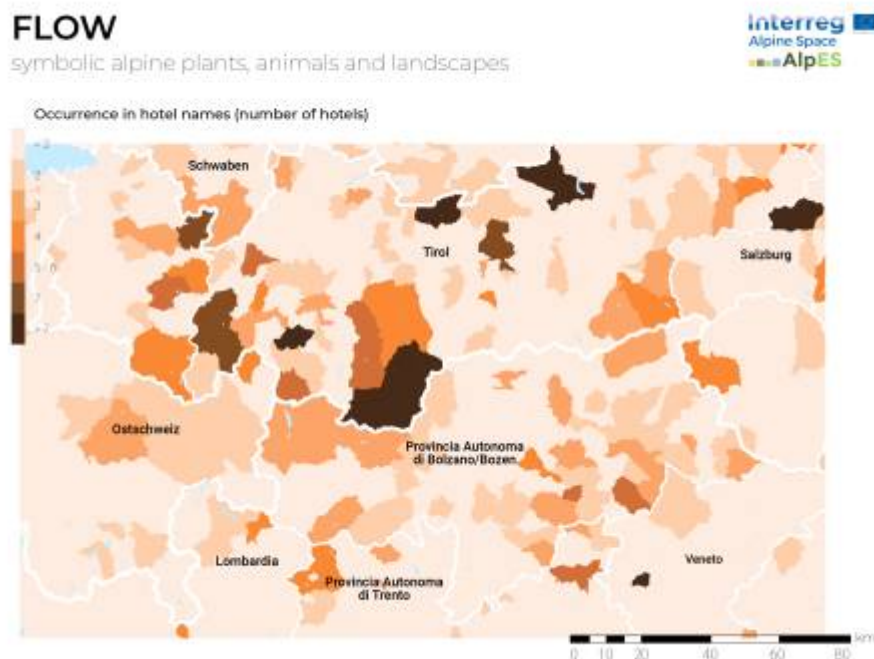 FLOW
symbolic alpine plants, animals and landscapes
Interreg
Alpine Space
AlpES
Occurrence in hotel names (number of hotels)
Schwaben
Tirol
Salzburg
Ostschweiz
Provincia Autonoma
di Bolzano/Bozen
Lombardia
Provincia Autonoma
di Trento
Veneto
km
0 10 20 40 60 80